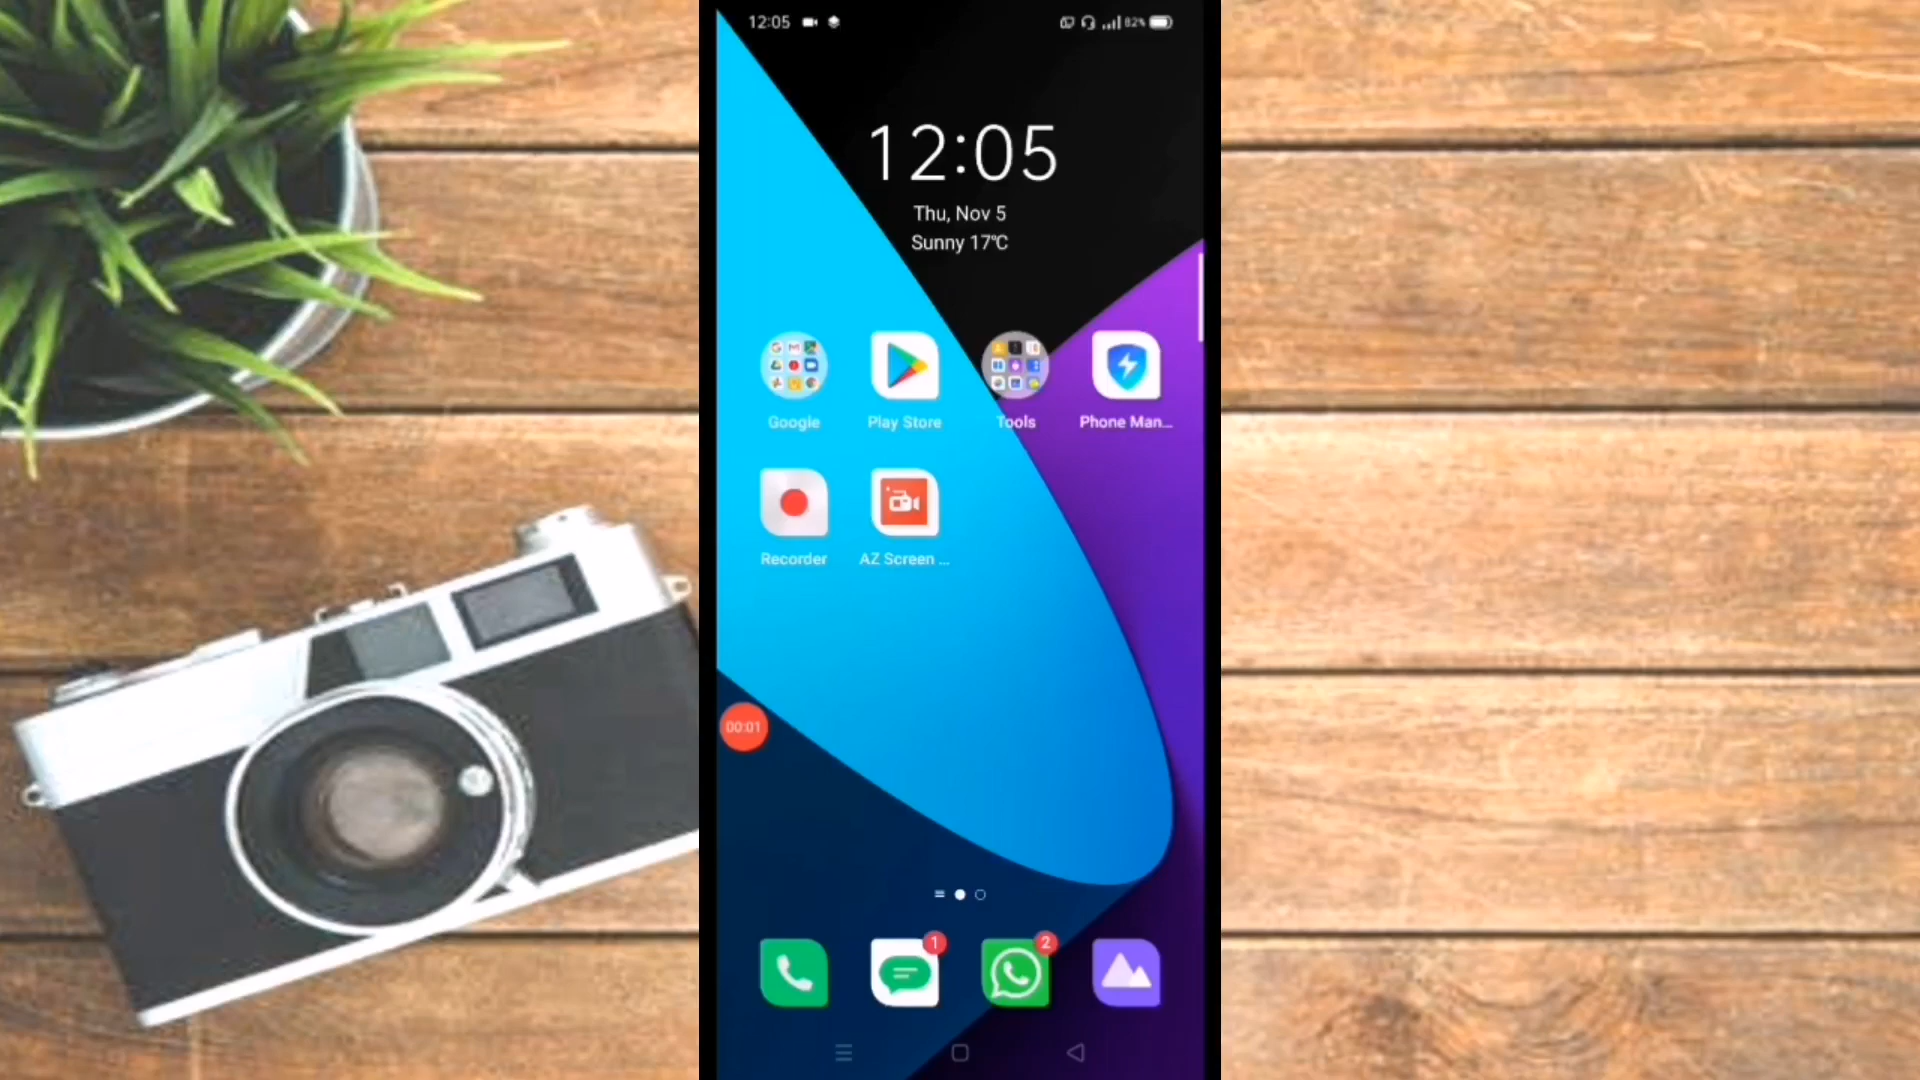 12:05
82%
12:05
Thu, Nov 5
Sunny 17°C
Google
Play Store
Tools
Phone Man...
Recorder
AZ Screen ...
00:01
1
2